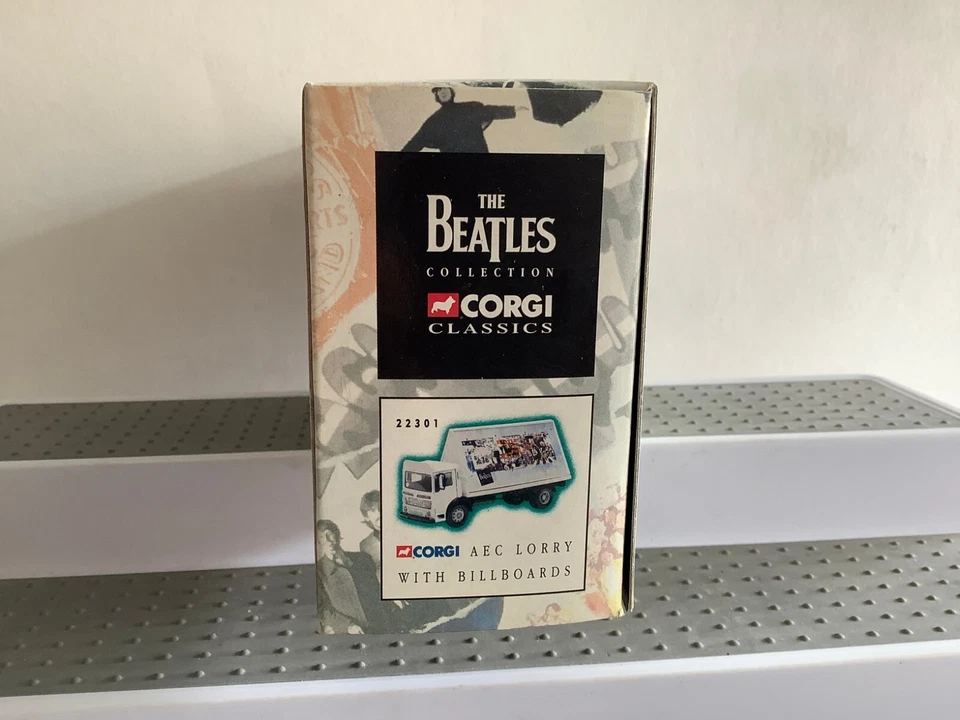 THE
BEATLES
COLLECTION
CORGI
CLASSICS
22301
CORGI AEC LORRY
WITH BILLBOARDS